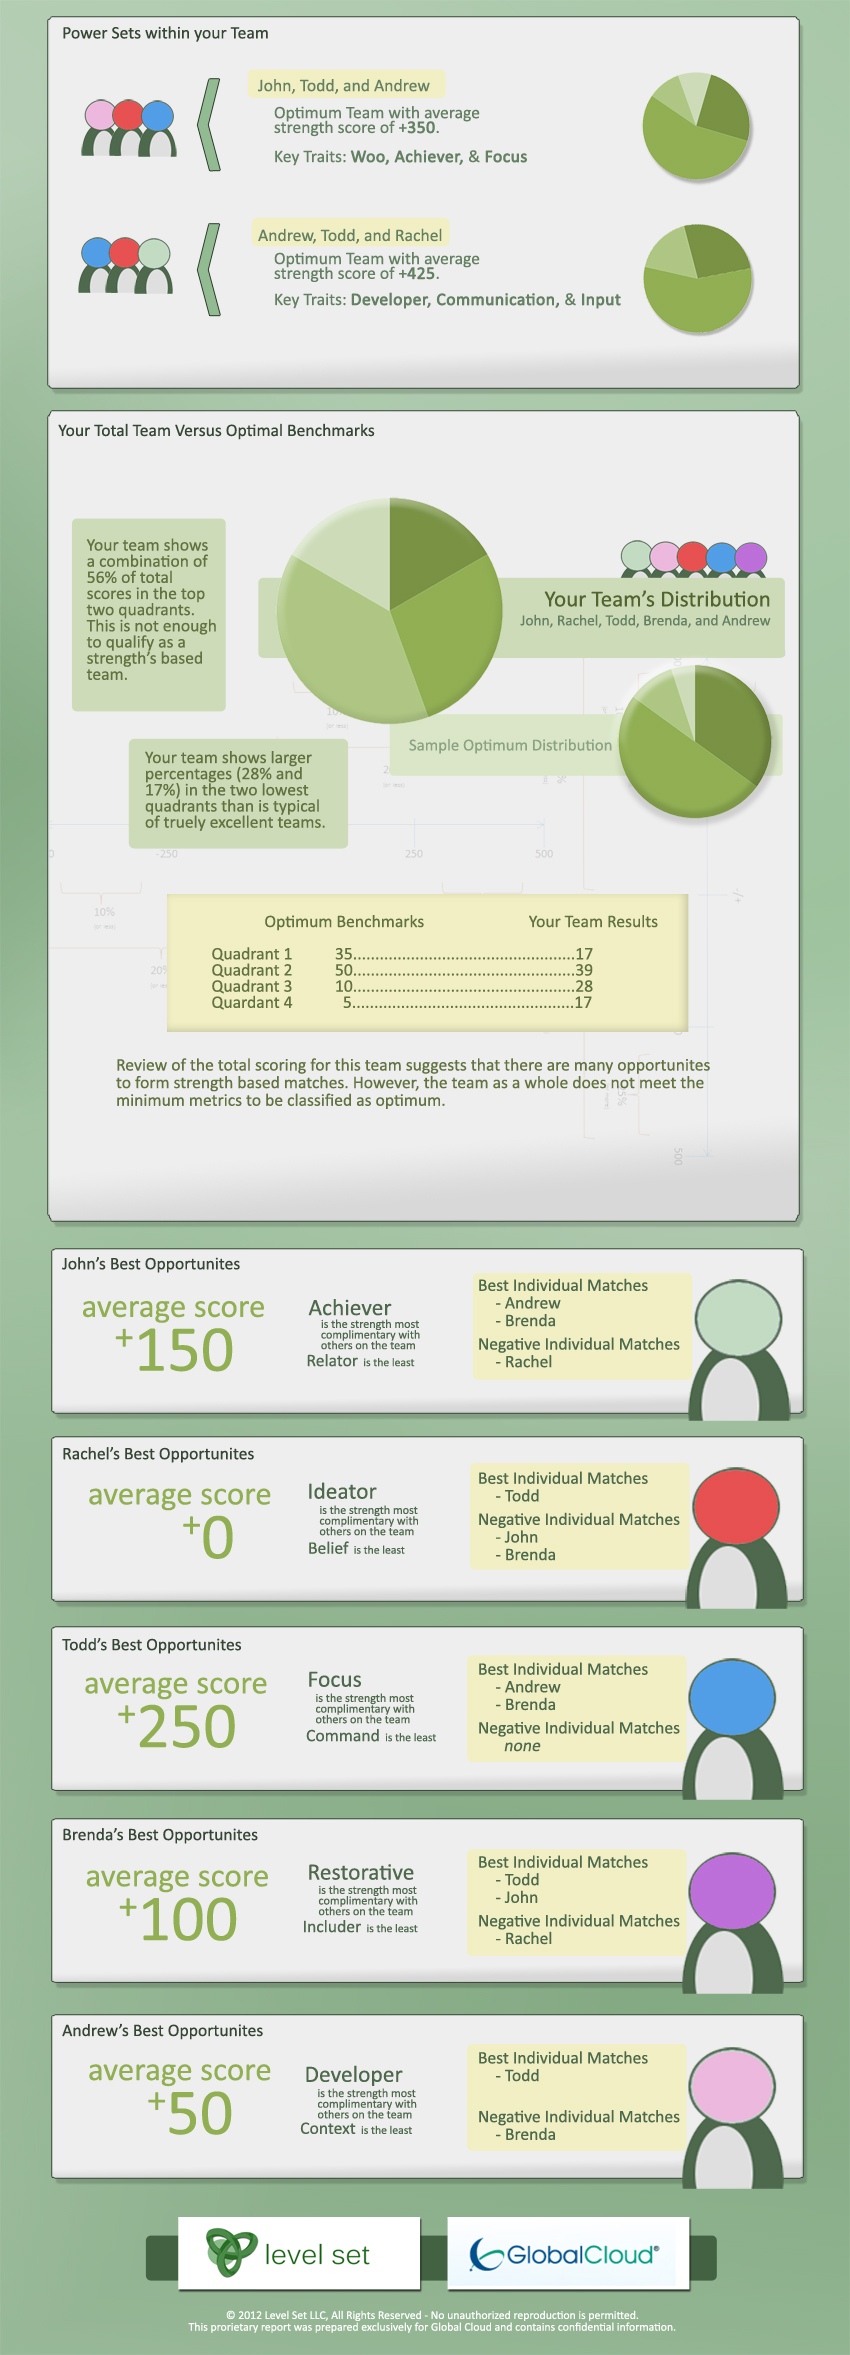 Power Sets within your Team
John, Todd, and Andrew
Optimum Team with average
strength score of +350.
Key Traits: Woo, Achiever, & Focus
Andrew, Todd, and Rachel
Optimum Team with average
strength score of +425.
Key Traits: Developer, Communication, & Input
Your Total Team Versus Optimal Benchmarks
Your team shows
a combination of
56% of total
scores in the top
two quadrants.
This is not enough
to qualify as a
strength's based
team.
Your Team's Distribution
John, Rachel, Todd, Brenda, and Andrew
Sample Optimum Distribution
Your team shows larger
percentages (28% and
17%) in the two lowest
quadrants than is typical
of truely excellent teams.
0
-250
250
500
10%
20%
Optimum Benchmarks Your Team Results
Quadrant 1 35..................................................17
Quadrant 2 50..................................................39
Quadrant 3 10..................................................28
Quardant 4 5..................................................17
Review of the total scoring for this team suggests that there are many opportunites
to form strength based matches. However, the team as a whole does not meet the
minimum metrics to be classified as optimum.
500
John's Best Opportunites
average score
+150
Achiever
is the strength most
complimentary with
others on the team
Relator is the least
Best Individual Matches
- Andrew
- Brenda
Negative Individual Matches
- Rachel
Rachel's Best Opportunites
average score
+0
Ideator
is the strength most
complimentary with
others on the team
Belief is the least
Best Individual Matches
- Todd
Negative Individual Matches
- John
- Brenda
Todd's Best Opportunites
average score
+250
Focus
is the strength most
complimentary with
others on the team
Command is the least
Best Individual Matches
- Andrew
- Brenda
Negative Individual Matches
none
Brenda's Best Opportunites
average score
+100
Restorative
is the strength most
complimentary with
others on the team
Includer is the least
Best Individual Matches
- Todd
- John
Negative Individual Matches
- Rachel
Andrew's Best Opportunites
average score
+50
Developer
is the strength most
complimentary with
others on the team
Context is the least
Best Individual Matches
- Todd
Negative Individual Matches
- Brenda
level set
GlobalCloud®
© 2012 Level Set LLC, All Rights Reserved - No unauthorized reproduction is permitted.
This prorietary report was prepared exclusively for Global Cloud and contains confidential information.